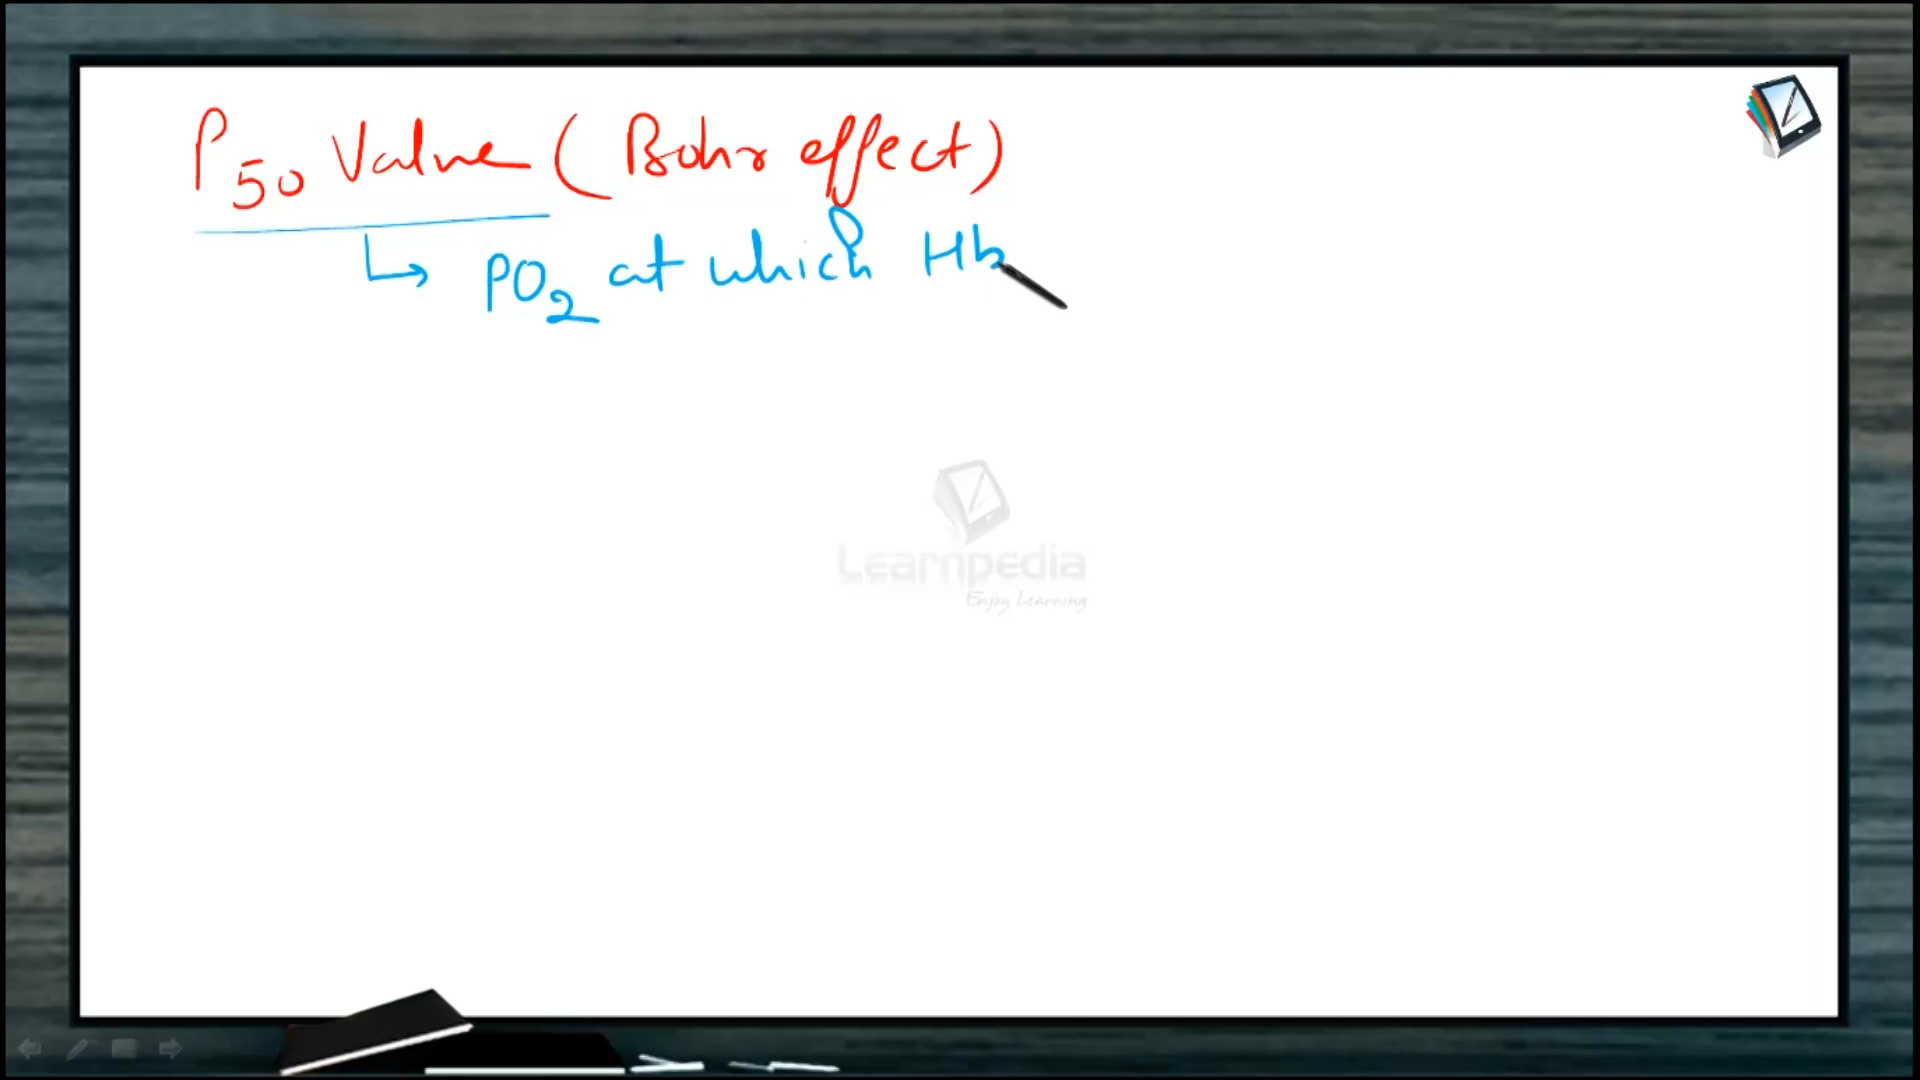 P50 Value (Bohr effect)
↳ PO2 at which Hb
Learnpedia
Enjoy Learning